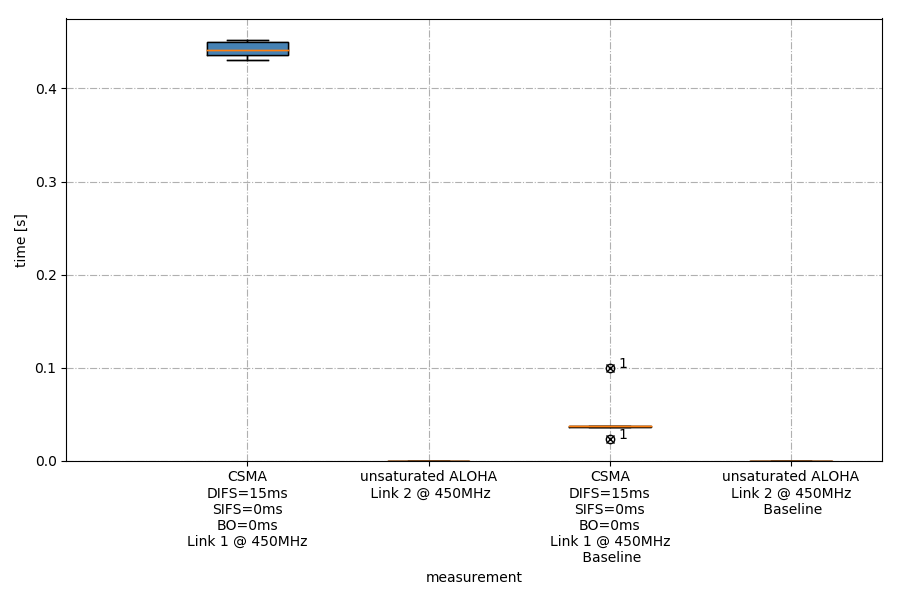 time [s]
0.4
0.3
0.2
0.1
0.0
1
1
CSMA
DIFS=15ms
SIFS=0ms
BO=0ms
Link 1 @ 450MHz
unsaturated ALOHA
Link 2 @ 450MHz
CSMA
DIFS=15ms
SIFS=0ms
BO=0ms
Link 1 @ 450MHz
Baseline
unsaturated ALOHA
Link 2 @ 450MHz
Baseline
measurement